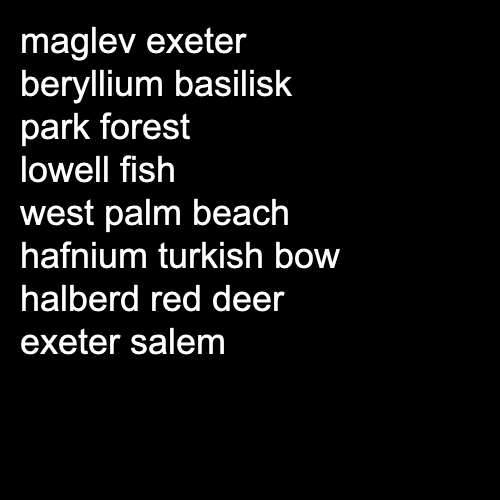 maglev exeter
beryllium basilisk
park forest
lowell fish
west palm beach
hafnium turkish bow
halberd red deer
exeter salem